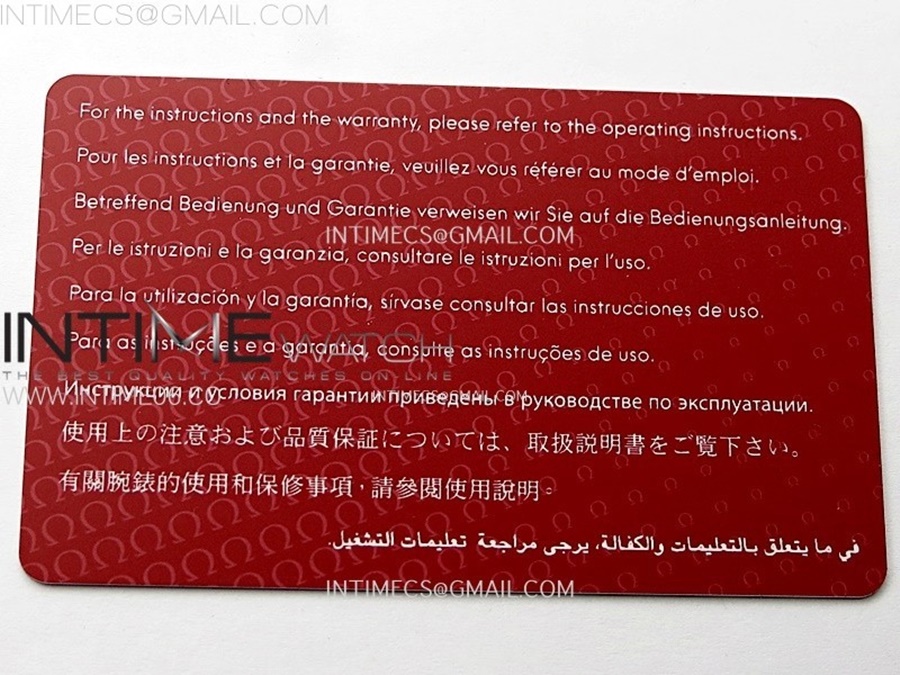 INTIMECS@GMAIL.COM
For the instructions and the warranty, please refer to the operating instructions.
Pour les instructions et la garantie, veuillez vous référer au mode d'emploi.
Betreffend Bedienung und Garantie verweisen wir Sie auf die Bedienungsanleitung.
INTIMECS@GMAIL.COM
Per le istruzioni e la garanzia, consultare le istruzioni per l'uso.
Para la utilización y la garantía, sírvase consultar las instrucciones de uso.
INTIME WATCH
Para as instruções e a garantia, consulte as instruções de uso.
THE BEST QUALITY WATCHES ONLINE
Инструкции и условия гарантии приведены в руководстве по эксплуатации.
INTIMECS@GMAIL.COM
使用上の注意および品質保証については、取扱説明書をご覧下さい。
有關腕錶的使用和保修事項，請參閱使用說明。
في ما يتعلق بالتعليمات والكفالة، يرجى مراجعة تعليمات التشغيل.
INTIMECS@GMAIL.COM